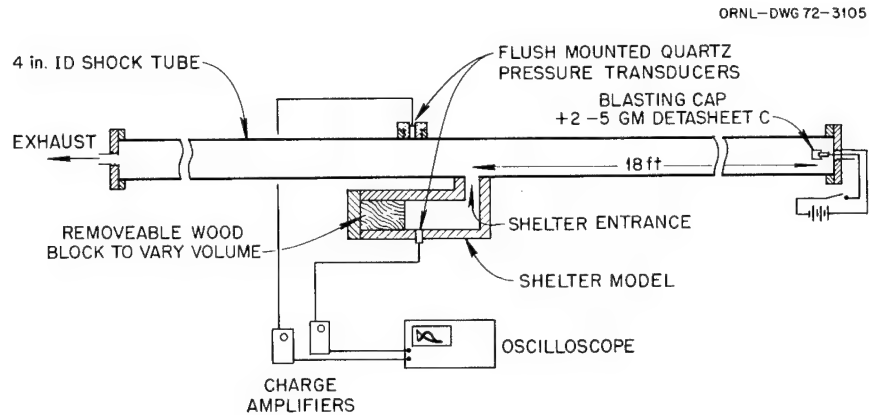 ORNL-DWG 72-3105
4 in. ID SHOCK TUBE
FLUSH MOUNTED QUARTZ
PRESSURE TRANSDUCERS
BLASTING CAP
+2 -5 GM DETASHEET C
EXHAUST
18 ft
REMOVEABLE WOOD
BLOCK TO VARY VOLUME
SHELTER ENTRANCE
SHELTER MODEL
OSCILLOSCOPE
CHARGE
AMPLIFIERS